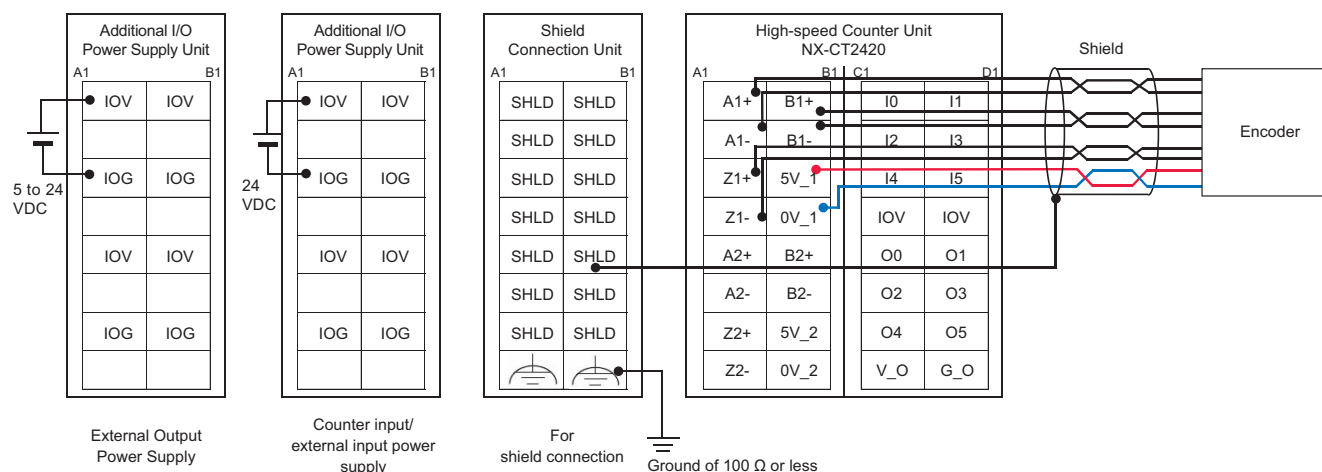 Additional I/O
Power Supply Unit
A1 B1
IOV IOV
IOG IOG
IOV IOV
IOG IOG
5 to 24
VDC
External Output
Power Supply
Additional I/O
Power Supply Unit
A1 B1
IOV IOV
IOG IOG
IOV IOV
IOG IOG
24
VDC
Counter input/
external input power
supply
Shield
Connection Unit
A1 B1
SHLD SHLD
SHLD SHLD
SHLD SHLD
SHLD SHLD
SHLD SHLD
SHLD SHLD
SHLD SHLD
For
shield connection
Ground of 100 Ω or less
High-speed Counter Unit
NX-CT2420
A1 B1 C1 D1
A1+ B1+ I0 I1
A1- B1- I2 I3
Z1+ 5V_1 I4 I5
Z1- 0V_1 IOV IOV
A2+ B2+ O0 O1
A2- B2- O2 O3
Z2+ 5V_2 O4 O5
Z2- 0V_2 V_O G_O
Shield
Encoder